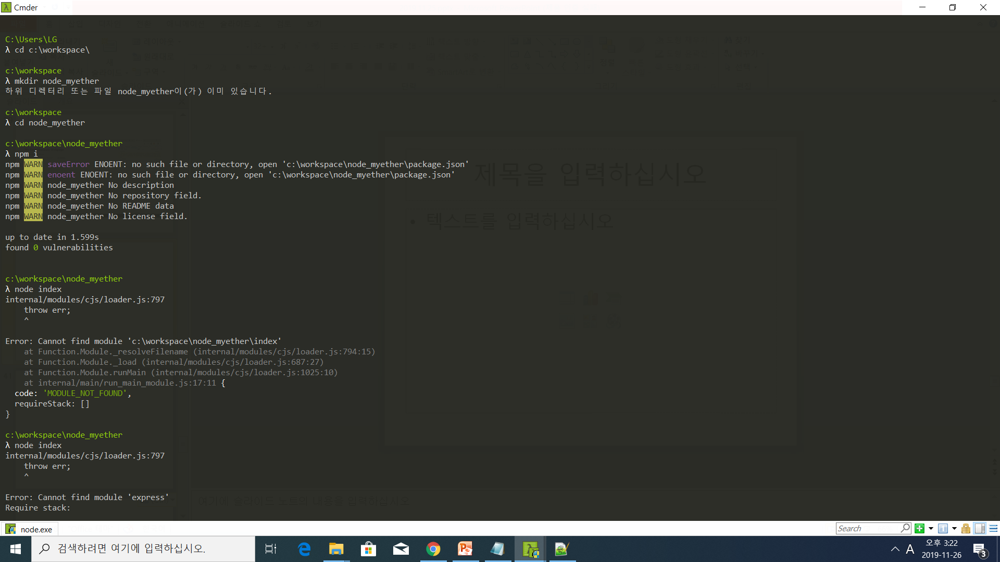 Cmder
C:\Users\LG
λ cd c:\workspace\
c:\workspace
λ mkdir node_myether
하위 디렉터리 또는 파일 node_myether이(가) 이미 있습니다.
c:\workspace
λ cd node_myether
c:\workspace\node_myether
λ npm i
npm WARN saveError ENOENT: no such file or directory, open 'c:\workspace\node_myether\package.json'
npm WARN enoent ENOENT: no such file or directory, open 'c:\workspace\node_myether\package.json'
npm WARN node_myether No description
npm WARN node_myether No repository field.
npm WARN node_myether No README data
npm WARN node_myether No license field.
제목을 입력하십시오
• 텍스트를 입력하십시오
up to date in 1.599s
found 0 vulnerabilities
c:\workspace\node_myether
λ node index
internal/modules/cjs/loader.js:797
throw err;
^
Error: Cannot find module 'c:\workspace\node_myether\index'
at Function.Module._resolveFilename (internal/modules/cjs/loader.js:794:15)
at Function.Module._load (internal/modules/cjs/loader.js:687:27)
at Function.Module.runMain (internal/modules/cjs/loader.js:1025:10)
at internal/main/run_main_module.js:17:11 {
code: 'MODULE_NOT_FOUND',
requireStack: []
}
c:\workspace\node_myether
λ node index
internal/modules/cjs/loader.js:797
throw err;
^
Error: Cannot find module 'express'
Require stack:
여기에 슬라이드 노트의 내용을 입력하십시오
node.exe
Search
검색하려면 여기에 입력하십시오.
A
오후 3:22
2019-11-26
3